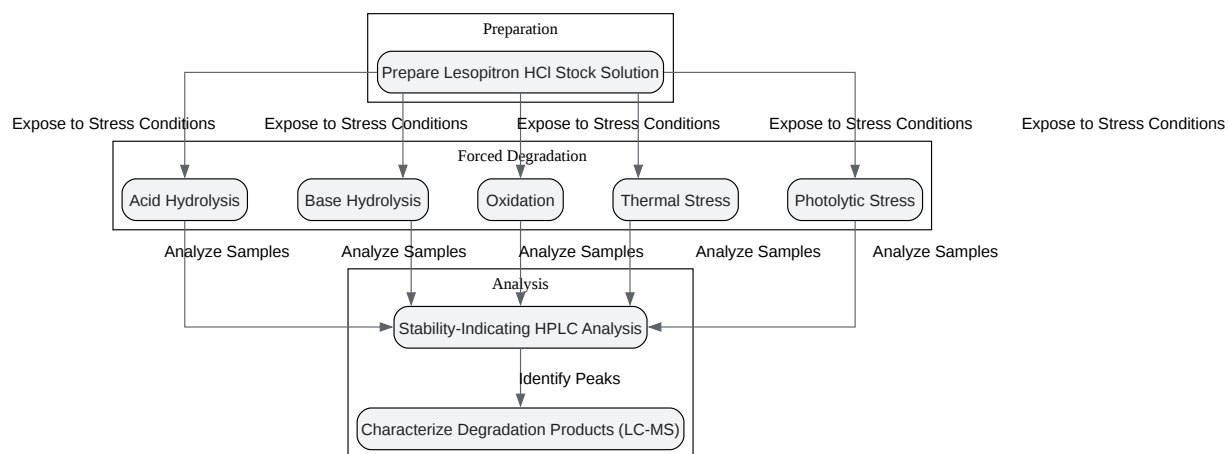 Preparation
Prepare Lesopitron HCl Stock Solution
Expose to Stress Conditions
Expose to Stress Conditions
Expose to Stress Conditions
Expose to Stress Conditions
Expose to Stress Conditions
Forced Degradation
Acid Hydrolysis
Base Hydrolysis
Oxidation
Thermal Stress
Photolytic Stress
Analyze Samples
Analyze Samples
Analyze Samples
Analyze Samples
Analyze Samples
Analysis
Stability-Indicating HPLC Analysis
Identify Peaks
Characterize Degradation Products (LC-MS)